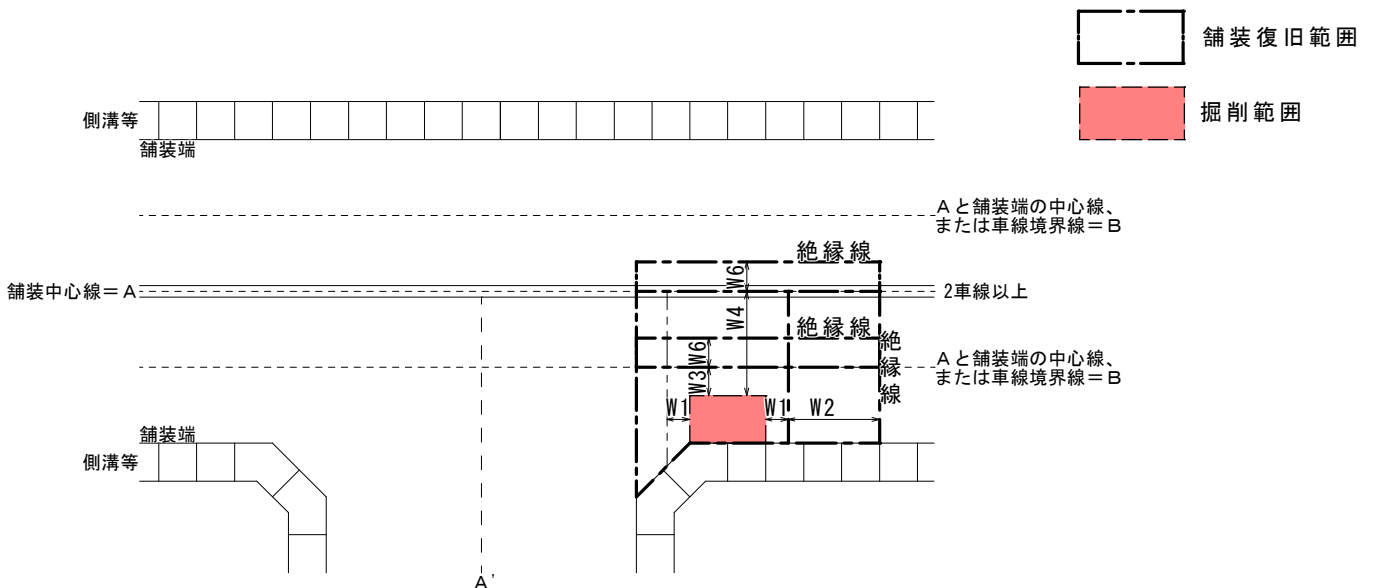 舗装復旧範囲
掘削範囲
側溝等
舗装端
Aと舗装端の中心線、
または車線境界線=B
絶縁線
W6
舗装中心線=A
2車線以上
W4
絶縁線
絶縁線
W6
Aと舗装端の中心線、
または車線境界線=B
W3
W1
W1
W2
舗装端
側溝等
A'